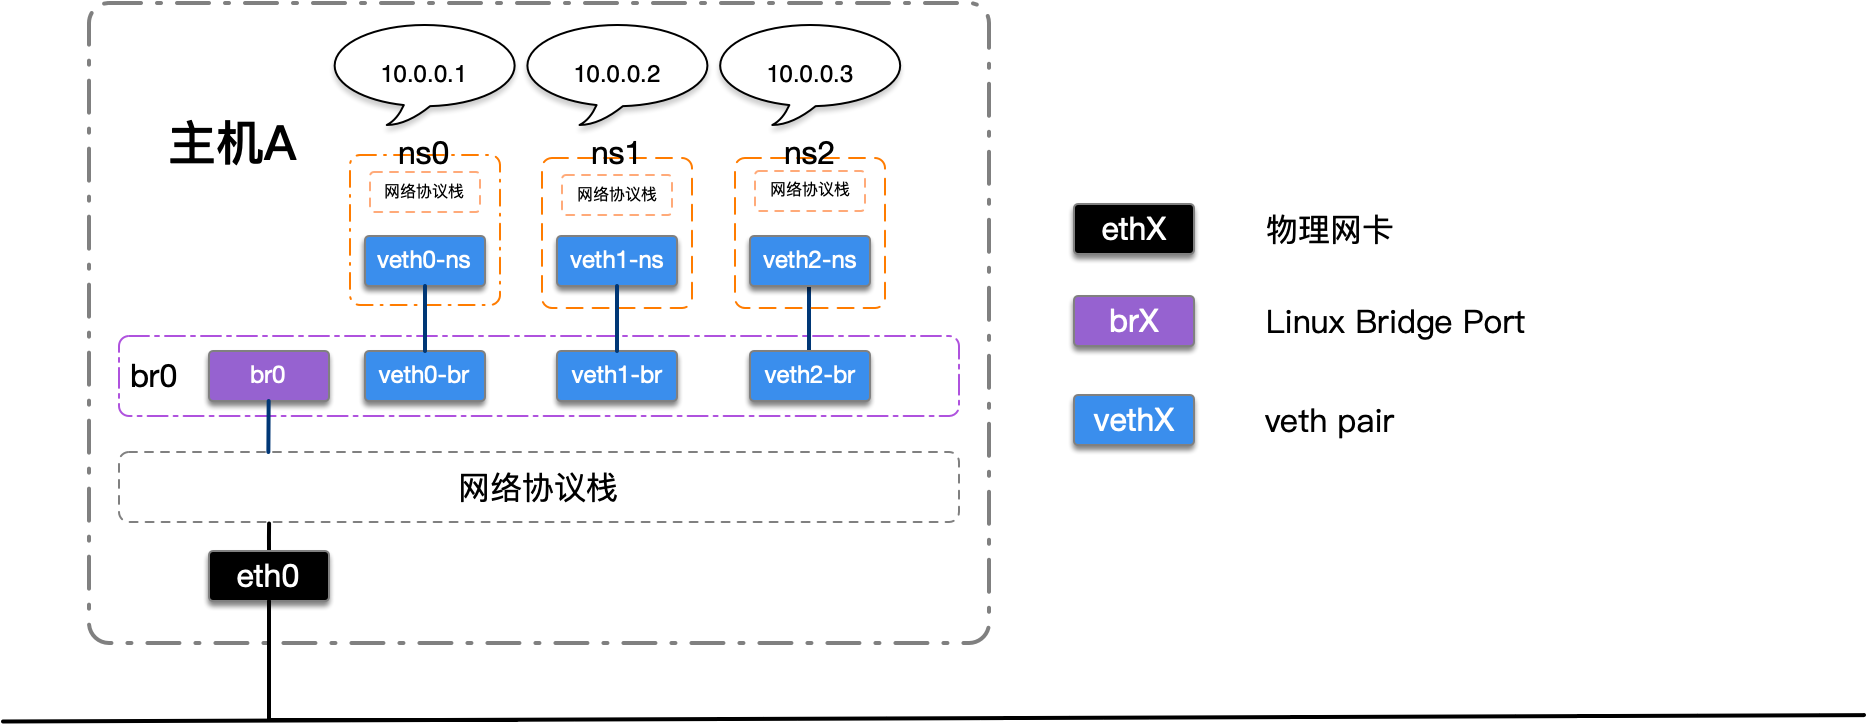 10.0.0.1
10.0.0.2
10.0.0.3
主机A
ns0
ns1
ns2
网络协议栈
网络协议栈
网络协议栈
veth0-ns
veth1-ns
veth2-ns
br0
br0
veth0-br
veth1-br
veth2-br
网络协议栈
eth0
ethX
物理网卡
brX
Linux Bridge Port
vethX
veth pair